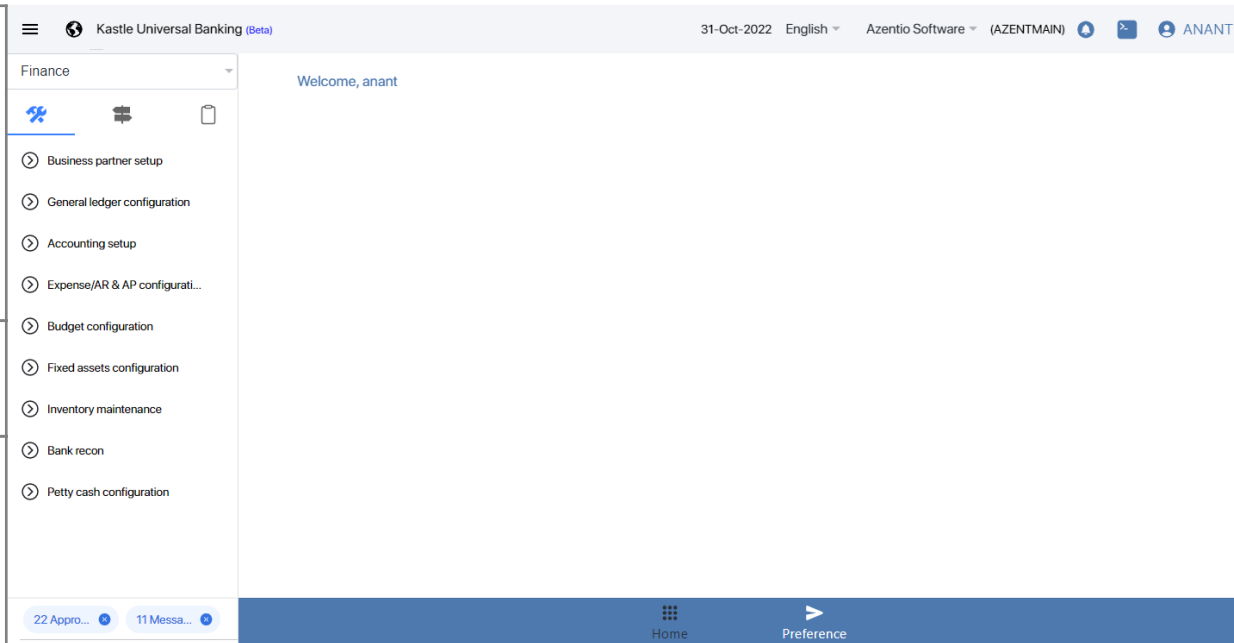 Kastle Universal Banking (Beta) 31-Oct-2022 English Azentio Software (AZENTMAIN) ANANT
Finance
Welcome, anant
Business partner setup
General ledger configuration
Accounting setup
Expense/AR & AP configurati...
Budget configuration
Fixed assets configuration
Inventory maintenance
Bank recon
Petty cash configuration
22 Appro... 11 Messa...
Home Preference